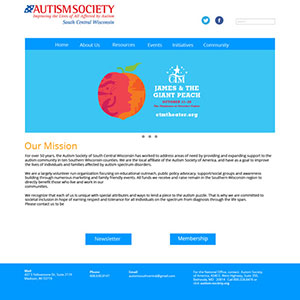 AUTISM SOCIETY
Improving the Lives of All Affected by Autism
South Central Wisconsin
Home
About Us
Resources
Events
Initiatives
Community
CTM
JAMES & THE
GIANT PEACH
OCTOBER
ctmtheater.org
Our Mission
For over 50 years, the Autism Society of South Central Wisconsin has worked to address areas of need by providing and expanding support to the
autism community in ten Southern Wisconsin counties. We are the local affiliate of the Autism Society of America, and have as a goal to improve
the lives of individuals and families affected by autism spectrum disorders.
We are a largely volunteer-run organization focusing on educational outreach, public policy advocacy, support/social groups and awareness
building through numerous marketing and family friendly events. All funds we receive and raise remain in the Southern-Wisconsin region to
directly benefit those who live and work in our
communities.
We recognize that each of us is unique with special attributes and ways to lend a piece to the autism puzzle. That is why we are committed to
societal inclusion in hope of earning respect and tolerance for all individuals on the spectrum from diagnosis through the life span.
Please contact us to be
Newsletter
Membership
Mail
Madison, WI
Phone
Email
For the National Office, contact: Autism Society
of America,
Bethesda, MD